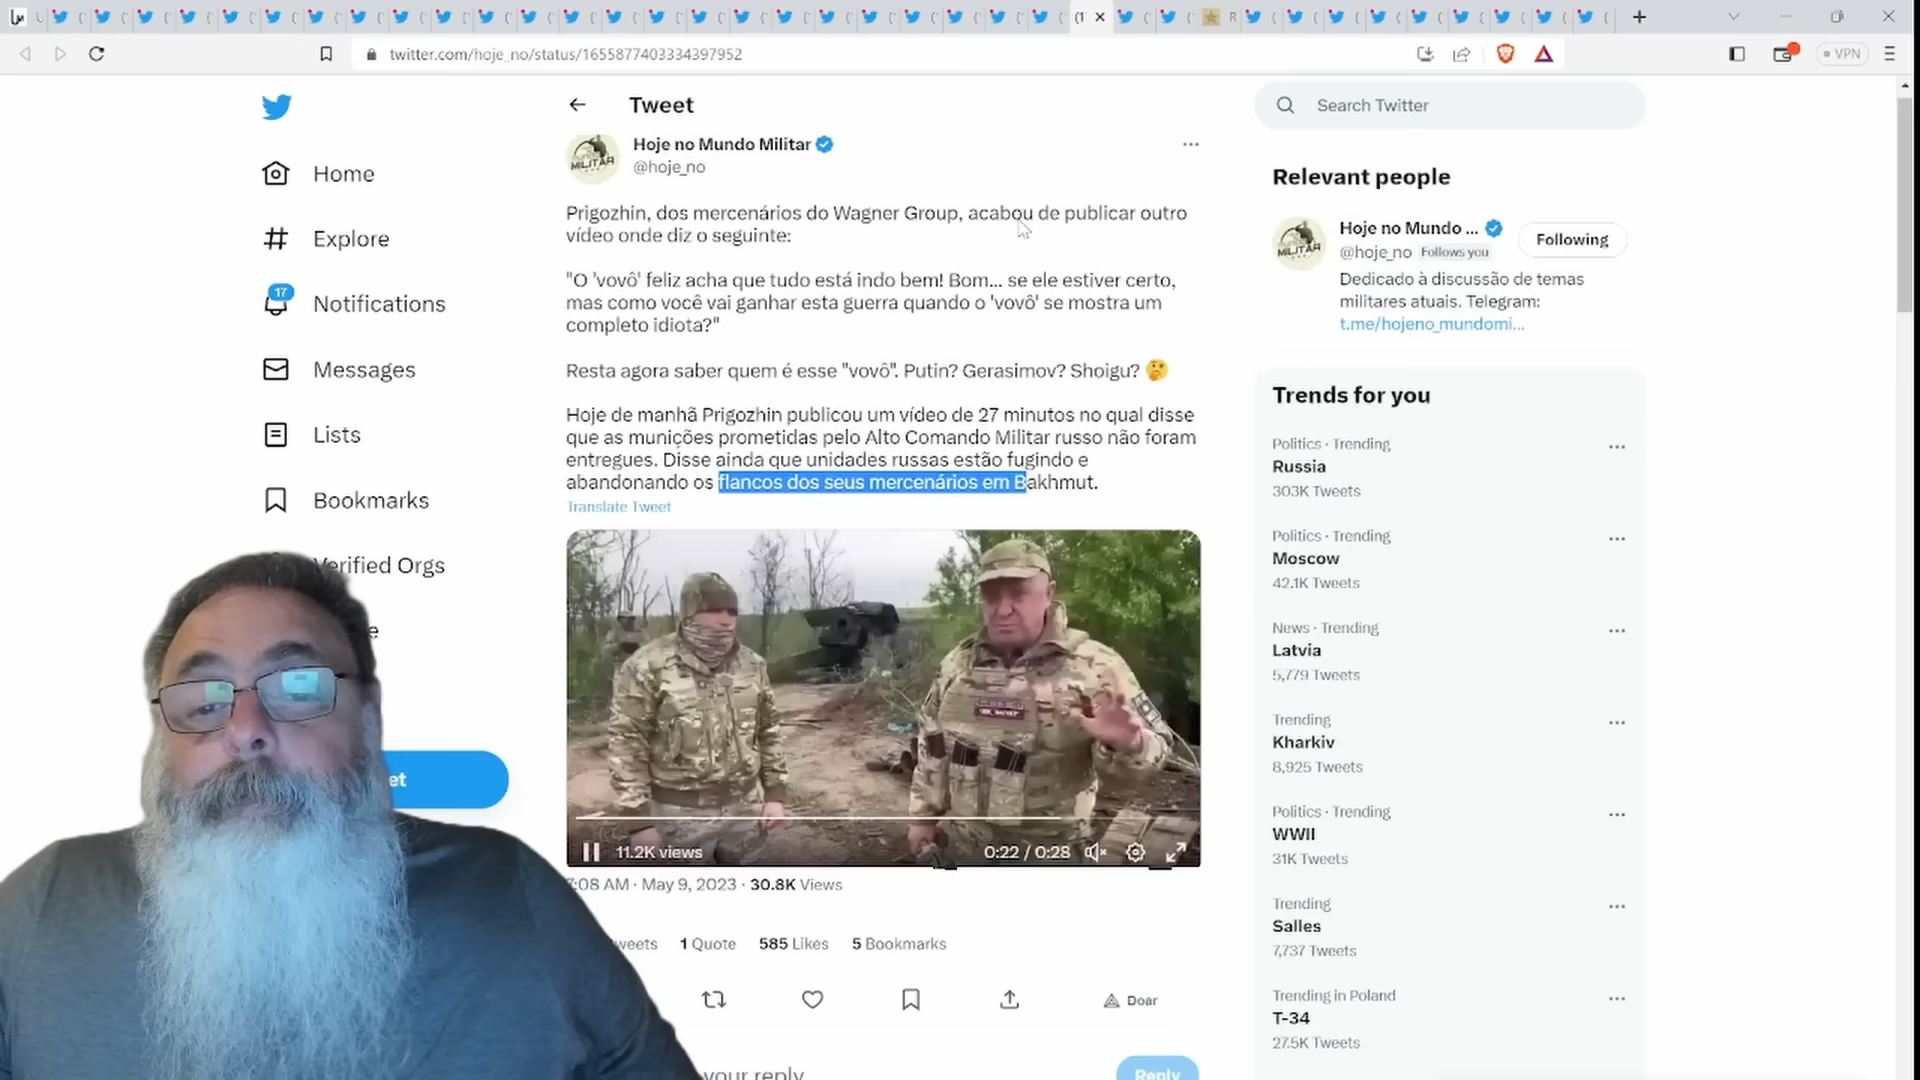 twitter.com/hoje_no/status/1655877403334397952
VPN
Home
Explore
17
Notifications
Messages
Lists
Bookmarks
Verified Orgs
Tweet
Hoje no Mundo Militar
@hoje_no
Prigozhin, dos mercenários do Wagner Group, acabou de publicar outro
vídeo onde diz o seguinte:
"O 'vovô' feliz acha que tudo está indo bem! Bom... se ele estiver certo,
mas como você vai ganhar esta guerra quando o 'vovô' se mostra um
completo idiota?"
Resta agora saber quem é esse "vovô". Putin? Gerasimov? Shoigu? 🤔
Hoje de manhã Prigozhin publicou um vídeo de 27 minutos no qual disse
que as munições prometidas pelo Alto Comando Militar russo não foram
entregues. Disse ainda que unidades russas estão fugindo e
abandonando os flancos dos seus mercenários em Bakhmut.
Translate Tweet
11.2K views
0:22 / 0:28
7:08 AM · May 9, 2023 · 30.8K Views
1 Quote 585 Likes 5 Bookmarks
Doar
your reply
Reply
Search Twitter
Relevant people
Hoje no Mundo ...
@hoje_no Follows you
Following
Dedicado à discussão de temas
militares atuais. Telegram:
t.me/hojeno_mundomi...
Trends for you
Politics · Trending
Russia
303K Tweets
Politics · Trending
Moscow
42.1K Tweets
News · Trending
Latvia
5,779 Tweets
Trending
Kharkiv
8,925 Tweets
Politics · Trending
WWII
31K Tweets
Trending
Salles
7,737 Tweets
Trending in Poland
T-34
27.5K Tweets